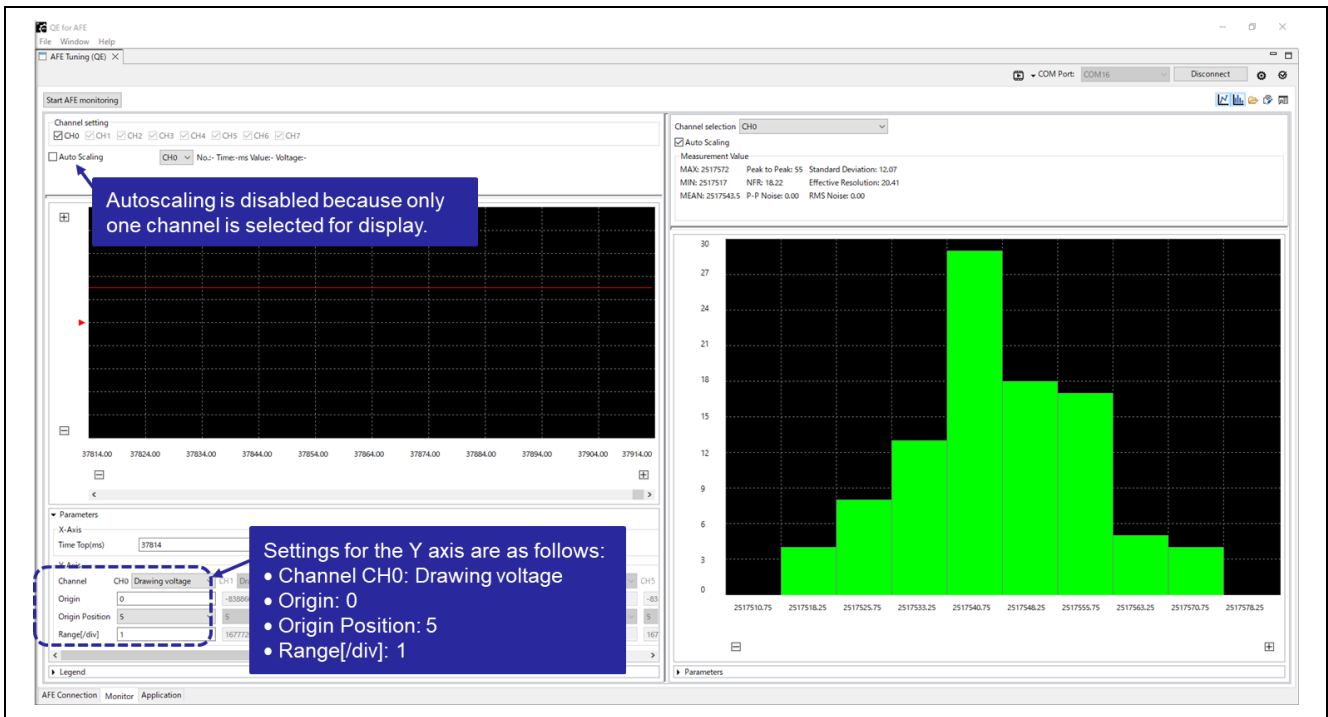 QE for AFE
File Window Help
AFE Tuning (QE)
COM Port: COM16 Disconnect
Start AFE monitoring
Channel setting
CH0 CH1 CH2 CH3 CH4 CH5 CH6 CH7
Auto Scaling CH0 No.:- Time:-ms Value:- Voltage:-
Autoscaling is disabled because only
one channel is selected for display.
37814.00 37824.00 37834.00 37844.00 37854.00 37864.00 37874.00 37884.00 37894.00 37904.00 37914.00
Parameters
X-Axis
Time Top(ms) 37814
Channel CH0 Drawing voltage CH1 CH5
Origin 0 -83
Origin Position 5 5 5
Range[/div] 1 167
Settings for the Y axis are as follows:
• Channel CH0: Drawing voltage
• Origin: 0
• Origin Position: 5
• Range[/div]: 1
Legend
Channel selection CH0
Auto Scaling
Measurement Value
MAX: 2517572 Peak to Peak: 55 Standard Deviation: 12.07
MIN: 2517517 NFR: 18.22 Effective Resolution: 20.41
MEAN: 2517543.5 P-P Noise: 0.00 RMS Noise: 0.00
30
27
24
21
18
15
12
9
6
3
0
2517510.75 2517518.25 2517525.75 2517533.25 2517540.75 2517548.25 2517555.75 2517563.25 2517570.75 2517578.25
Parameters
AFE Connection Monitor Application